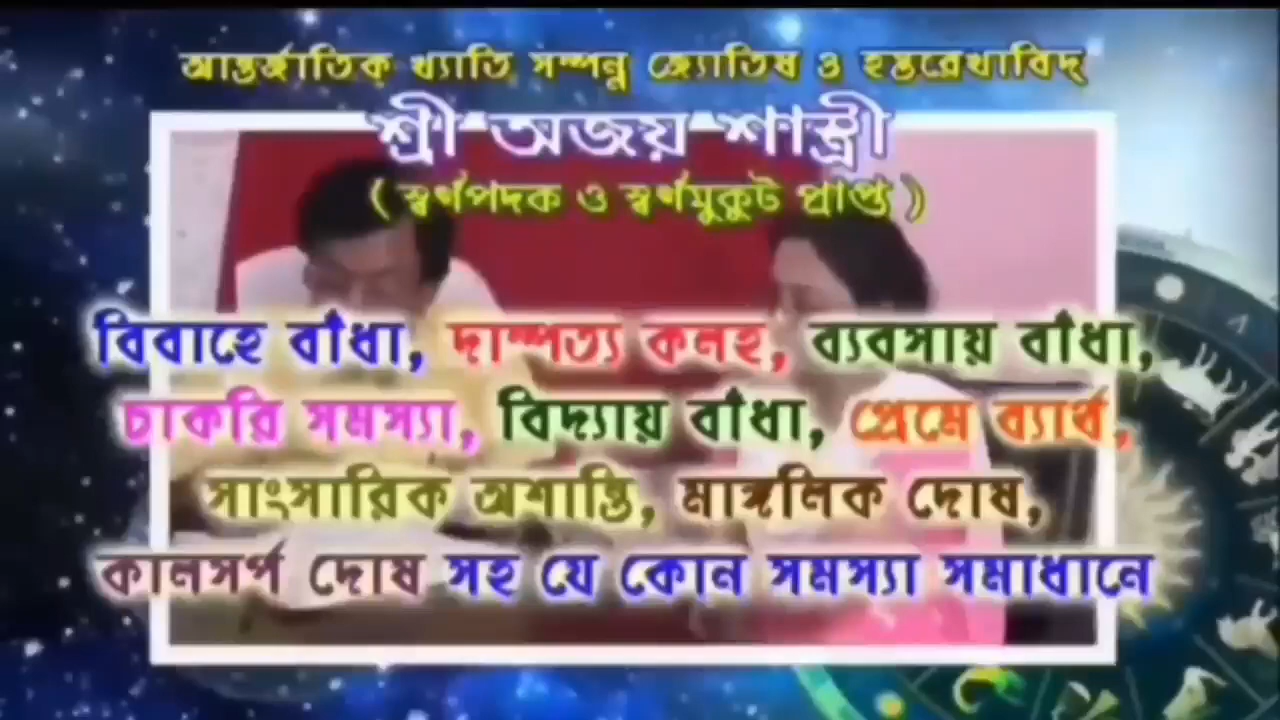 আন্তর্জাতিক খ্যাতি সম্পন্ন জ্যোতিষ ও হস্তরেখাবিদ্
শ্রী অজয় শাস্ত্রী
( স্বর্ণপদক ও স্বর্ণমুকুট প্রাপ্ত )
বিবাহে বাঁধা, দাম্পত্য কলহ, ব্যবসায় বাঁধা,
চাকরি সমস্যা, বিদ্যায় বাঁধা, প্রেমে ব্যার্থ,
সাংসারিক অশান্তি, মাঙ্গলিক দোষ,
কালসর্প দোষ সহ যে কোন সমস্যা সমাধানে